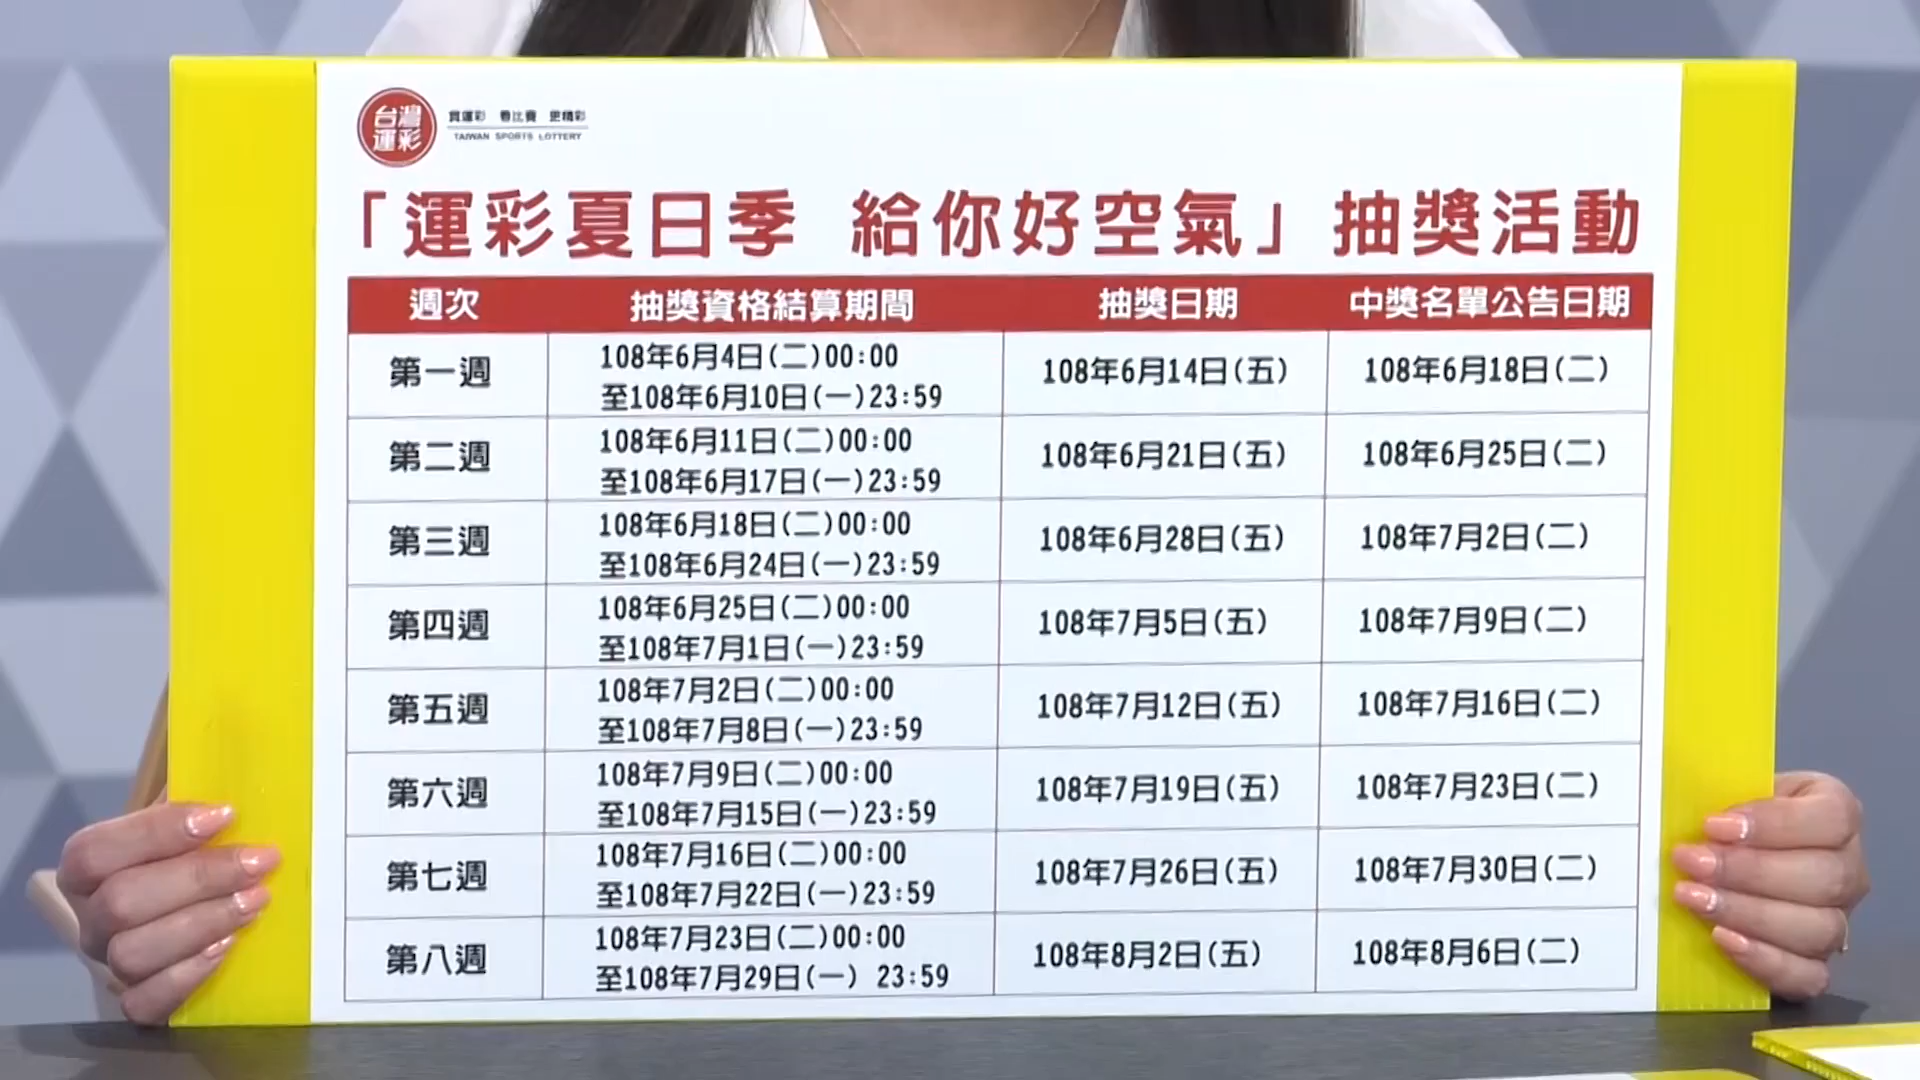 台灣
運彩
買運彩 看比賽 更精彩
TAIWAN SPORTS LOTTERY
「運彩夏日季 給你好空氣」抽獎活動
週次 抽獎資格結算期間 抽獎日期 中獎名單公告日期
第一週 108年6月4日(二)00:00
至108年6月10日(一)23:59
108年6月14日(五) 108年6月18日(二)
第二週 108年6月11日(二)00:00
至108年6月17日(一)23:59
108年6月21日(五) 108年6月25日(二)
第三週 108年6月18日(二)00:00
至108年6月24日(一)23:59
108年6月28日(五) 108年7月2日(二)
第四週 108年6月25日(二)00:00
至108年7月1日(一)23:59
108年7月5日(五) 108年7月9日(二)
第五週 108年7月2日(二)00:00
至108年7月8日(一)23:59
108年7月12日(五) 108年7月16日(二)
第六週 108年7月9日(二)00:00
至108年7月15日(一)23:59
108年7月19日(五) 108年7月23日(二)
第七週 108年7月16日(二)00:00
至108年7月22日(一)23:59
108年7月26日(五) 108年7月30日(二)
第八週 108年7月23日(二)00:00
至108年7月29日(一) 23:59
108年8月2日(五) 108年8月6日(二)